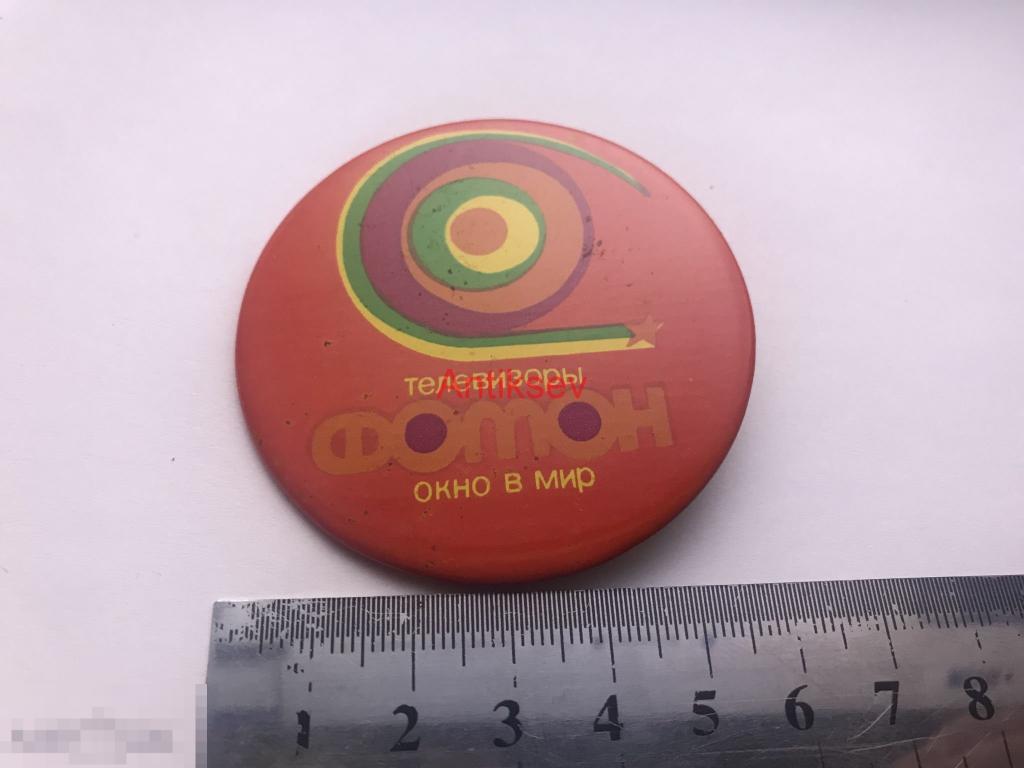 телевизоры
Antiksev
ФОТОН
окно в мир
1 2 3 4 5 6 7 8